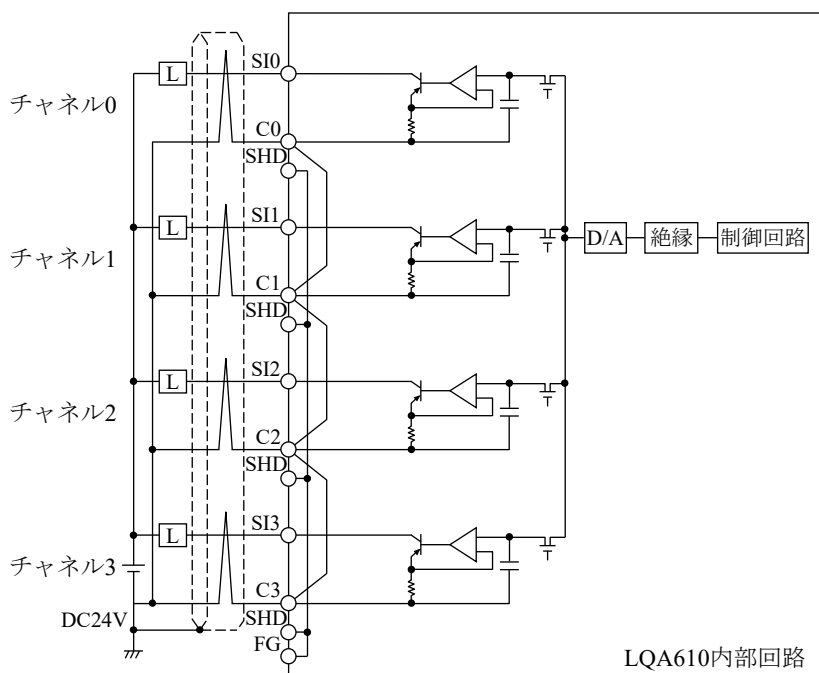 チャネル0
L
SI0
C0
SHD
チャネル1
L
SI1
C1
SHD
D/A
絶縁
制御回路
チャネル2
L
SI2
C2
SHD
チャネル3
L
SI3
C3
SHD
DC24V
FG
LQA610内部回路